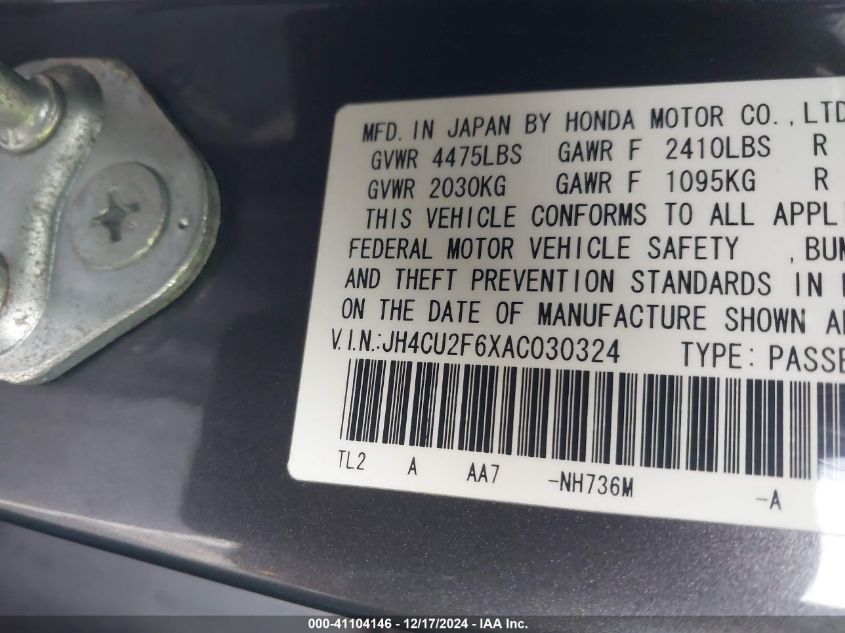 MFD. IN JAPAN BY HONDA MOTOR CO., LTD
GVWR 4475LBS GAWR F 2410LBS R
GVWR 2030KG GAWR F 1095KG R
THIS VEHICLE CONFORMS TO ALL APPLI
FEDERAL MOTOR VEHICLE SAFETY , BUM
AND THEFT PREVENTION STANDARDS IN
ON THE DATE OF MANUFACTURE SHOWN
V.I.N.:JH4CU2F6XAC030324 TYPE: PASSE
TL2 A AA7 -NH736M -A
000-41104146 - 12/17/2024 - IAA Inc.